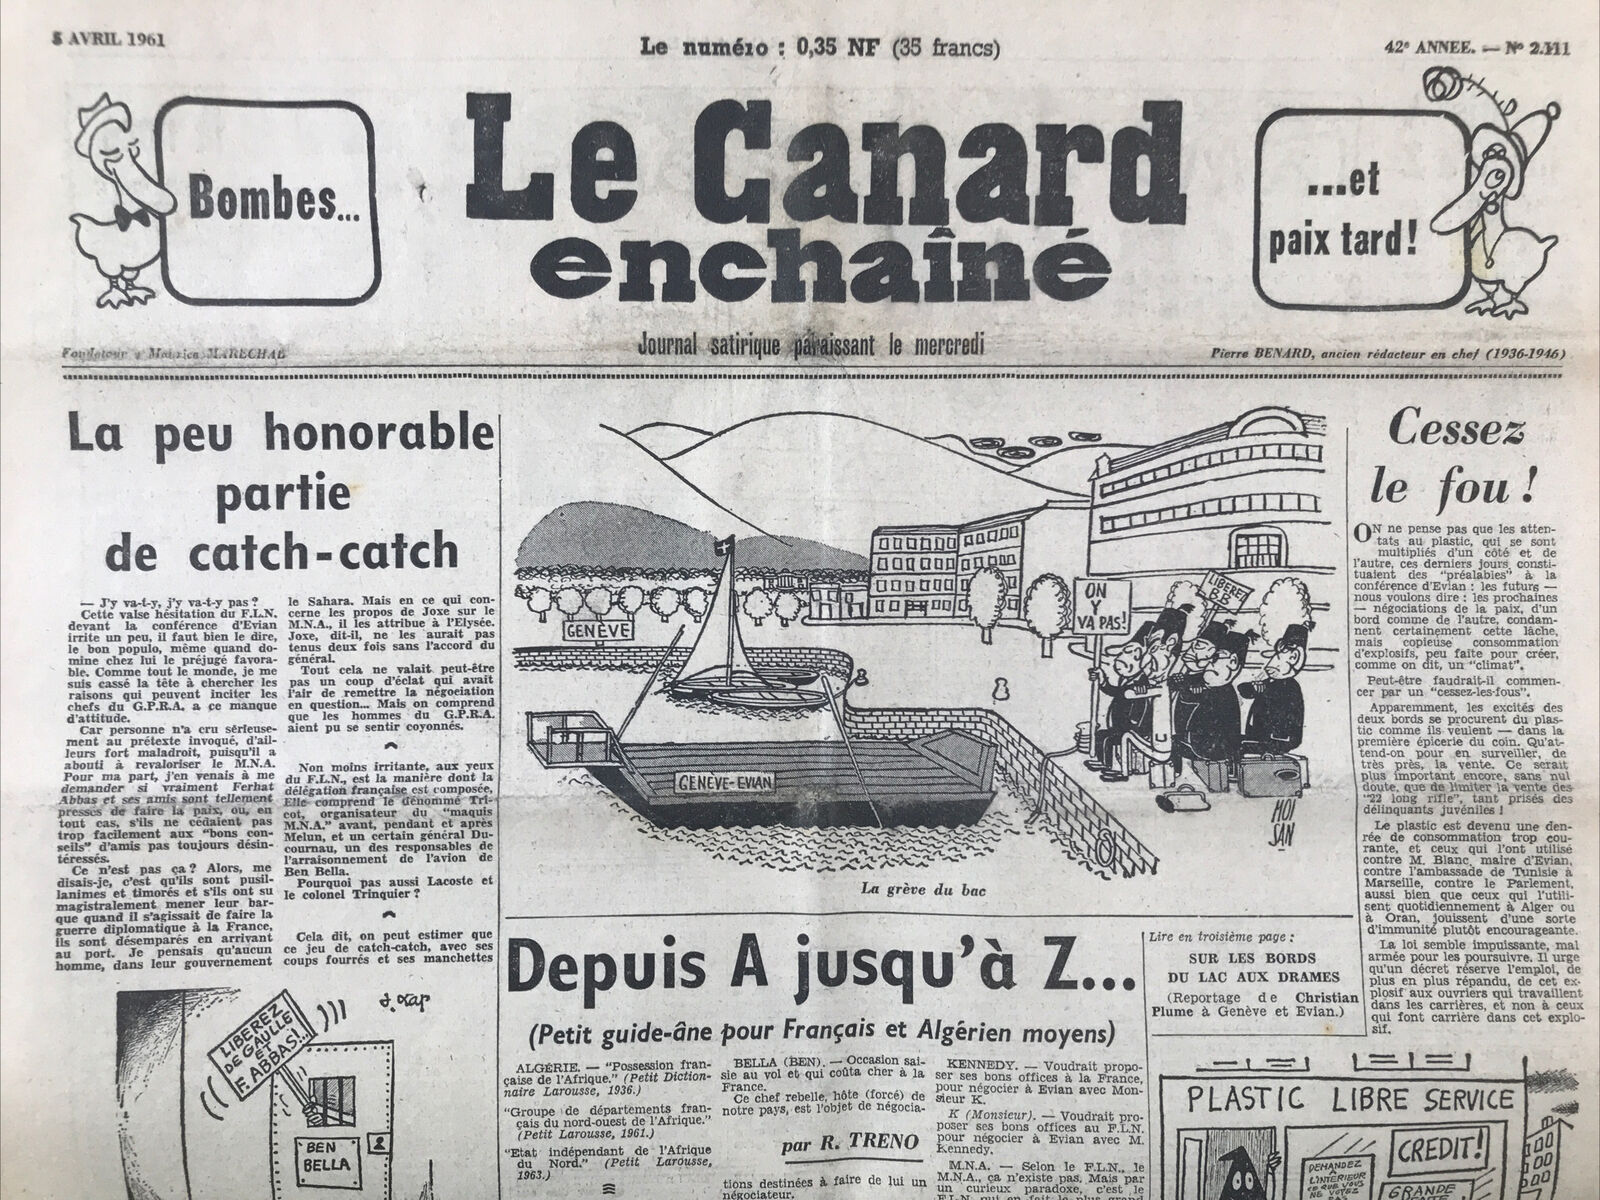 5 AVRIL 1961
Le numéro : 0,35 NF (35 francs)
42e ANNEE. — No 2.111
Bombes...
Le Canard
enchaîné
...et
paix tard !
Fondateur : Maurice MARECHAL
Journal satirique paraissant le mercredi
Pierre BENARD, ancien rédacteur en chef (1936-1946)
La peu honorable
partie
de catch-catch
— J'y va-t-y, j'y va-t-y pas ?
Cette valse hésitation du F.L.N.
devant la conférence d'Evian
irrite un peu, il faut bien le dire,
le bon populo, même quand do-
mine chez lui le préjugé favora-
ble. Comme tout le monde, je me
suis cassé la tête à chercher les
raisons qui peuvent inciter les
chefs du G.P.R.A. a ce manque
d'attitude.
Car personne n'a cru sérieuse-
ment au prétexte invoqué, d'ail-
leurs fort maladroit, puisqu'il a
abouti à revaloriser le M.N.A.
Pour ma part, j'en venais à me
demander si vraiment Ferhat
Abbas et ses amis sont tellement
pressés de faire la paix, ou, en
tout cas, s'ils ne cédaient pas
trop facilement aux "bons con-
seils" d'amis pas toujours désin-
téressés.
Ce n'est pas ça ? Alors, me
disais-je, c'est qu'ils sont pusil-
lanimes et timorés et s'ils ont su
magistralement mener leur bar-
que quand il s'agissait de faire la
guerre diplomatique à la France,
ils sont désemparés en arrivant
au port. Je pensais qu'aucun
homme, dans leur gouvernement
le Sahara. Mais en ce qui con-
cerne les propos de Joxe sur le
M.N.A., il les attribue à l'Elysée.
Joxe, dit-il, ne les aurait pas
tenus deux fois sans l'accord du
général.
Tout cela ne valait peut-être
pas un coup d'éclat qui avait
l'air de remettre la négociation
en question... Mais on comprend
que les hommes du G.P.R.A.
aient pu se sentir coyonnés.
Non moins irritante, aux yeux
du F.L.N., est la manière dont la
délégation française est composée.
Elle comprend le dénommé Tri-
cot, organisateur du "maquis
M.N.A." avant, pendant et après
Melun, et un certain général Du-
cournau, un des responsables de
l'arraisonnement de l'avion de
Ben Bella.
Pourquoi pas aussi Lacoste et
le colonel Trinquier ?
Cela dit, on peut estimer que
ce jeu de catch-catch, avec ses
coups fourrés et ses manchettes
LIBEREZ
DE GAULLE
ET
F. ABBAS !..
BEN
BELLA
GENÈVE
GENÈVE-EVIAN
ON
Y
VA PAS !
LIBÉREZ
B.B
MOI
SAN
La grève du bac
Depuis A jusqu'à Z...
(Petit guide-âne pour Français et Algérien moyens)
ALGÉRIE. — "Possession fran-
çaise de l'Afrique." (Petit Diction-
naire Larousse, 1936.)
"Groupe de départements fran-
çais du nord-ouest de l'Afrique."
(Petit Larousse, 1961.)
"Etat indépendant de l'Afrique
du Nord." (Petit Larousse,
1963.)
BELLA (BEN). — Occasion sai-
sie au vol et qui coûta cher à la
France.
Ce chef rebelle, hôte (forcé) de
notre pays, est l'objet de négocia-
par R. TRENO
tions destinées à faire de lui un
négociateur.
KENNEDY. — Voudrait propo-
ser ses bons offices à la France,
pour négocier à Evian avec Mon-
sieur K.
K (Monsieur). — Voudrait pro-
poser ses bons offices au F.L.N.
pour négocier à Evian avec M.
Kennedy.
M.N.A. — Selon le F.L.N., le
M.N.A., ça n'existe pas. Mais par
un curieux paradoxe, c'est le
Lire en troisième page :
SUR LES BORDS
DU LAC AUX DRAMES
(Reportage de Christian
Plume à Genève et Evian.)
Cessez
le fou !
ON ne pense pas que les atten-
tats au plastic, qui se sont
multipliés d'un côté et de
l'autre, ces derniers jours, consti-
tuaient des "préalables" à la
conférence d'Evian : les futurs
nous voulons dire : les prochaines
— négociations de la paix, d'un
bord comme de l'autre, condam-
nent certainement cette lâche,
mais copieuse consommation
d'explosifs, peu faite pour créer,
comme on dit, un "climat".
Peut-être faudrait-il commen-
cer par un "cessez-les-fous".
Apparemment, les excités des
deux bords se procurent du plas-
tic comme ils veulent — dans la
première épicerie du coin. Qu'at-
tend-on pour en surveiller, de
très près, la vente. Ce serait
plus important encore, sans nul
doute, que de limiter la vente des
"22 long rifle", tant prisés des
délinquants juvéniles !
Le plastic est devenu une den-
rée de consommation trop cou-
rante, et ceux qui l'ont utilisé
contre M. Blanc, maire d'Evian,
contre l'ambassade de Tunisie à
Marseille, contre le Parlement,
aussi bien que ceux qui l'utili-
sent quotidiennement à Alger ou
à Oran, jouissent d'une sorte
d'immunité plutôt encourageante.
La loi semble impuissante, mal
armée pour les poursuivre. Il urge
qu'un décret réserve l'emploi, de
plus en plus répandu, de cet ex-
plosif aux ouvriers qui travaillent
dans les carrières, et non à ceux
qui font carrière dans cet explo-
sif.
PLASTIC LIBRE SERVICE
DEMANDEZ
A
L'INTERIEUR
CE QUE VOUS
NE VOYEZ
CREDIT !
GRANDE